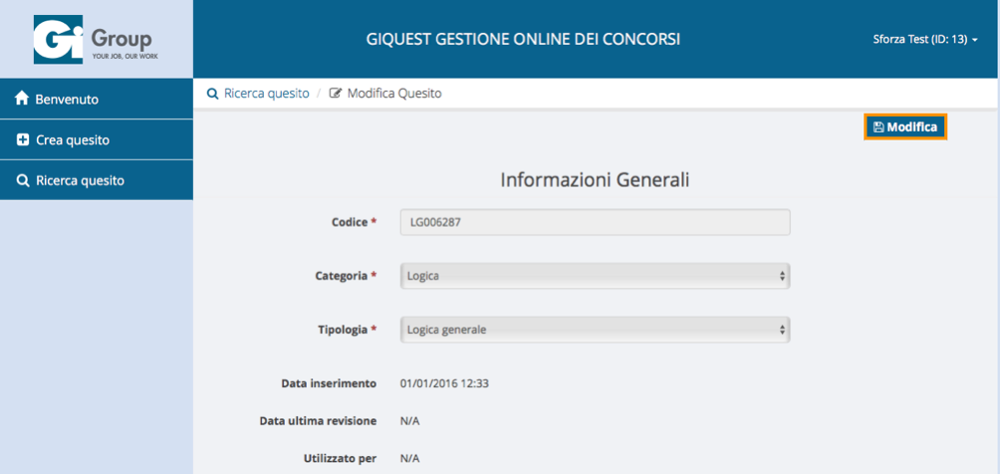 Gi Group
YOUR JOB, OUR WORK
GIQUEST GESTIONE ONLINE DEI CONCORSI
Sforza Test (ID: 13)
Benvenuto
Crea quesito
Ricerca quesito
Ricerca quesito / Modifica Quesito
Modifica
Informazioni Generali
Codice * LG006287
Categoria * Logica
Tipologia * Logica generale
Data inserimento 01/01/2016 12:33
Data ultima revisione N/A
Utilizzato per N/A